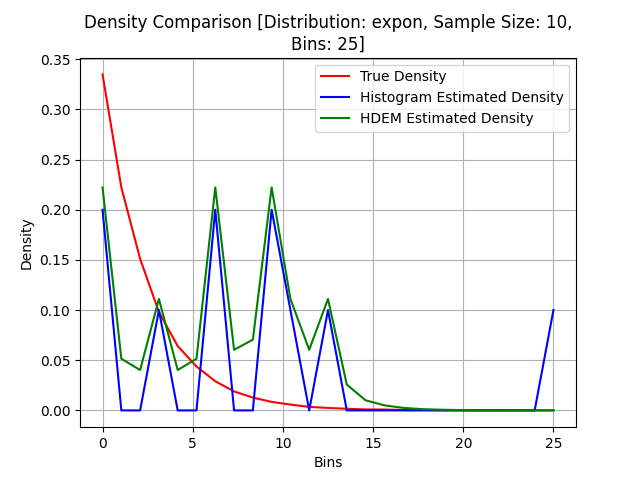 Density Comparison [Distribution: expon, Sample Size: 10,
Bins: 25]
True Density
Histogram Estimated Density
HDEM Estimated Density
Density
0.35
0.30
0.25
0.20
0.15
0.10
0.05
0.00
0 5 10 15 20 25
Bins